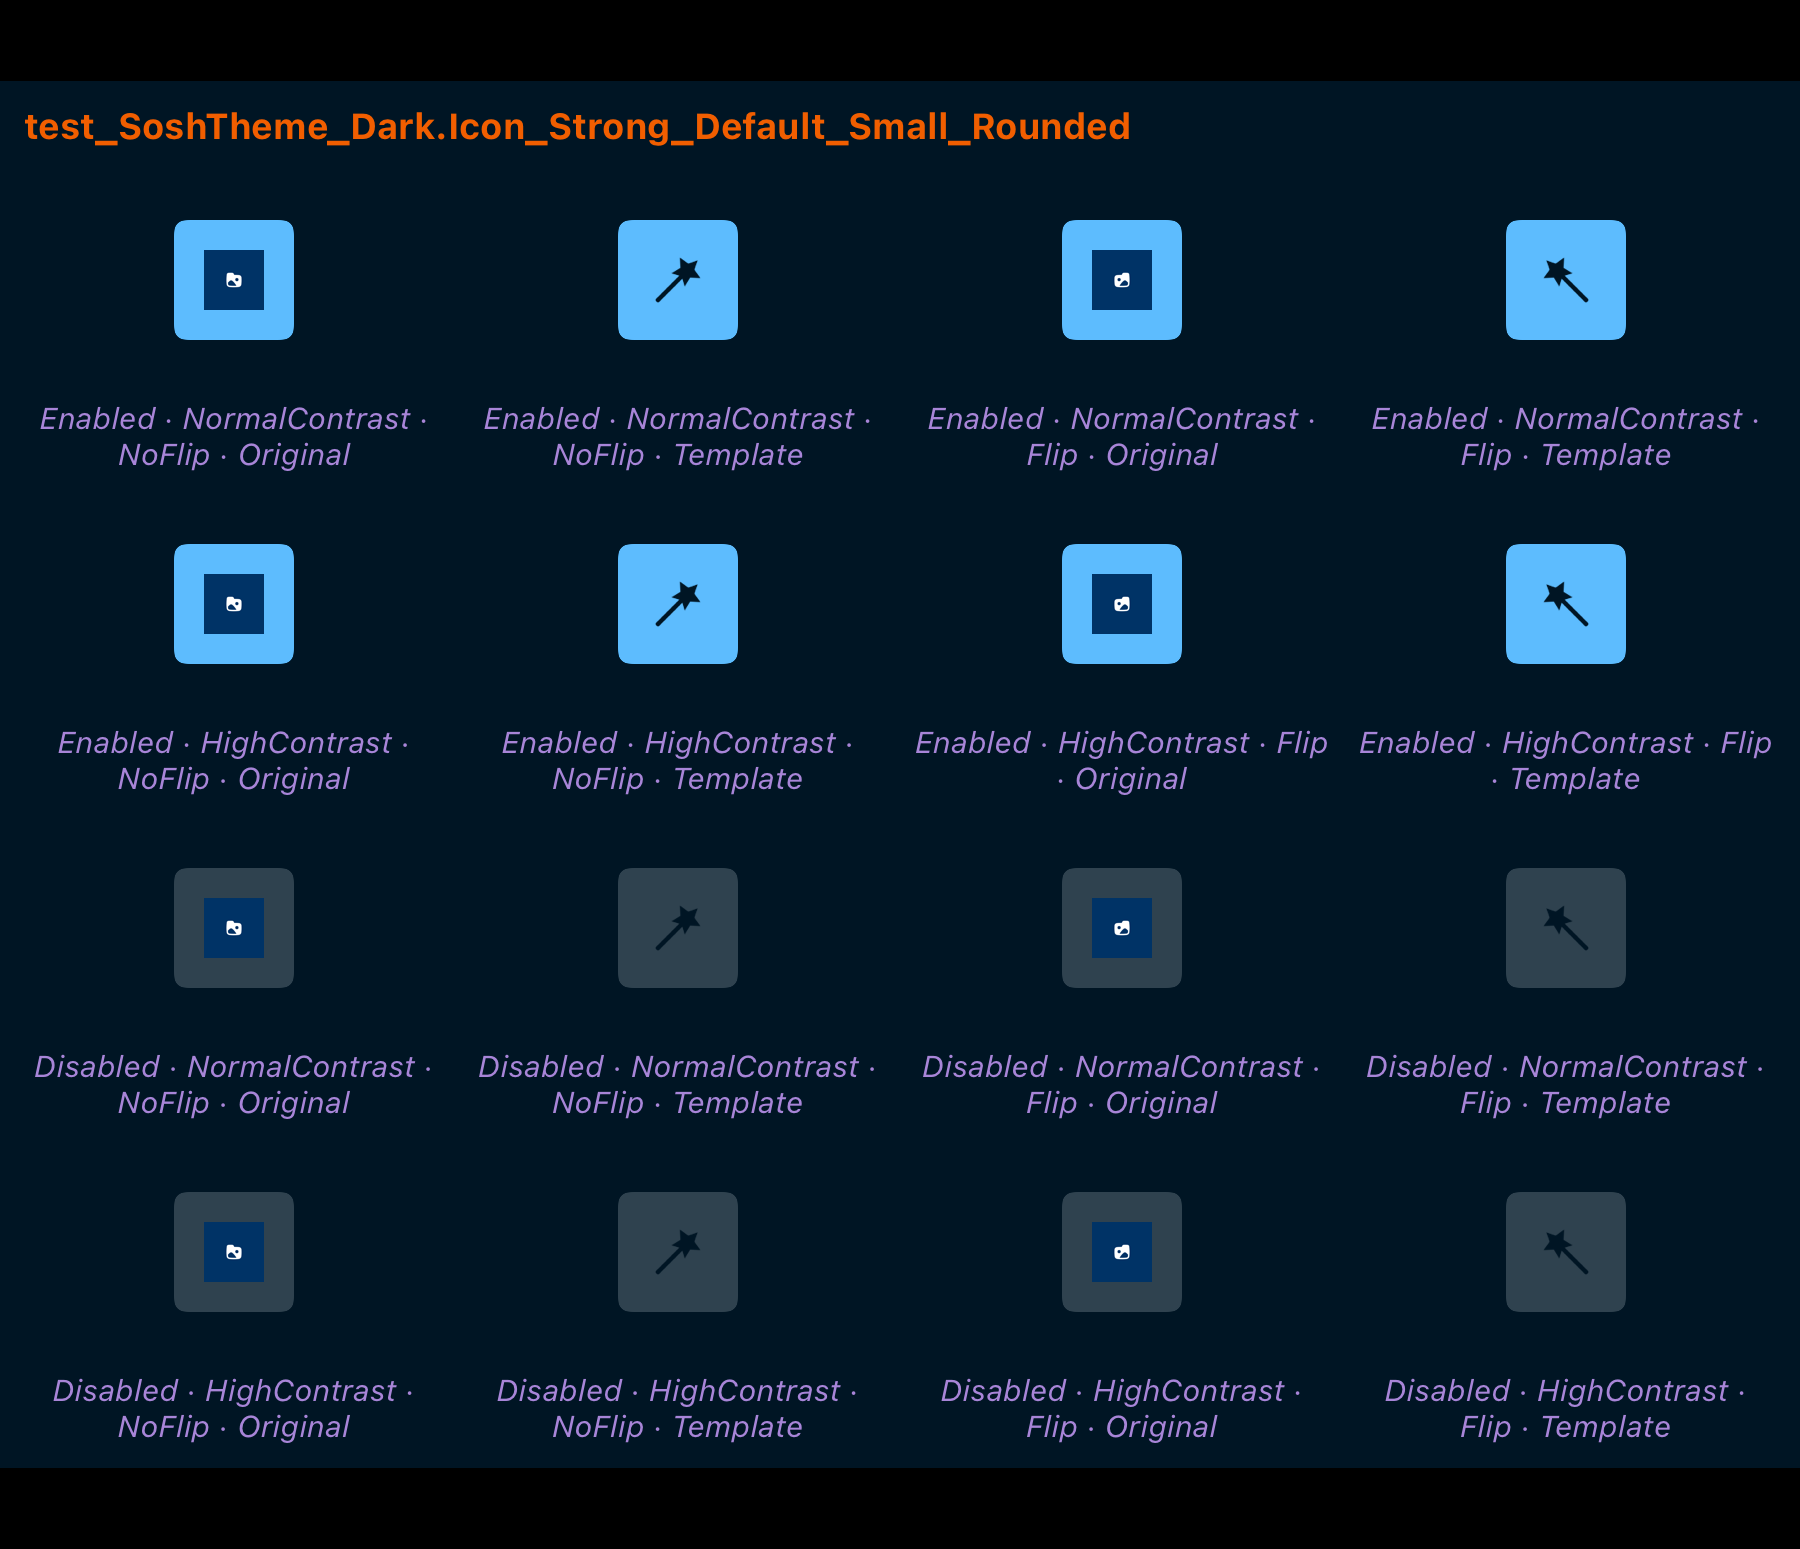 test_SoshTheme_Dark.Icon_Strong_Default_Small_Rounded
Enabled · NormalContrast ·
NoFlip · Original
Enabled · NormalContrast ·
NoFlip · Template
Enabled · NormalContrast ·
Flip · Original
Enabled · NormalContrast ·
Flip · Template
Enabled · HighContrast ·
NoFlip · Original
Enabled · HighContrast ·
NoFlip · Template
Enabled · HighContrast · Flip
· Original
Enabled · HighContrast · Flip
· Template
Disabled · NormalContrast ·
NoFlip · Original
Disabled · NormalContrast ·
NoFlip · Template
Disabled · NormalContrast ·
Flip · Original
Disabled · NormalContrast ·
Flip · Template
Disabled · HighContrast ·
NoFlip · Original
Disabled · HighContrast ·
NoFlip · Template
Disabled · HighContrast ·
Flip · Original
Disabled · HighContrast ·
Flip · Template